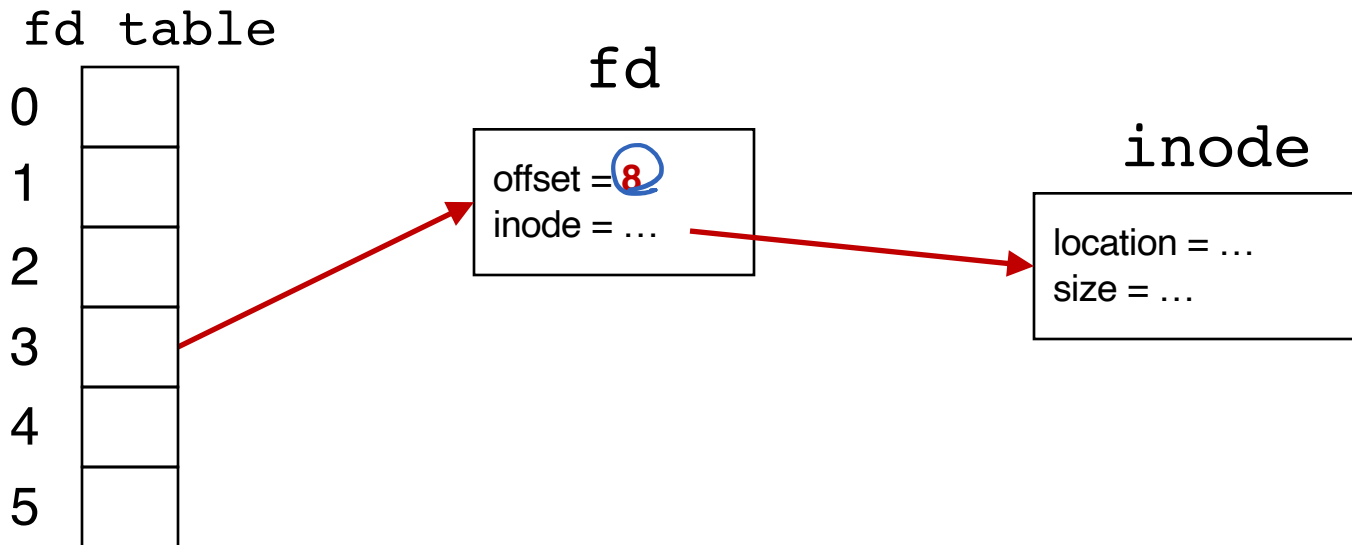 fd table
0
1
2
3
4
5
fd
offset = 8
inode = …
inode
location = …
size = …